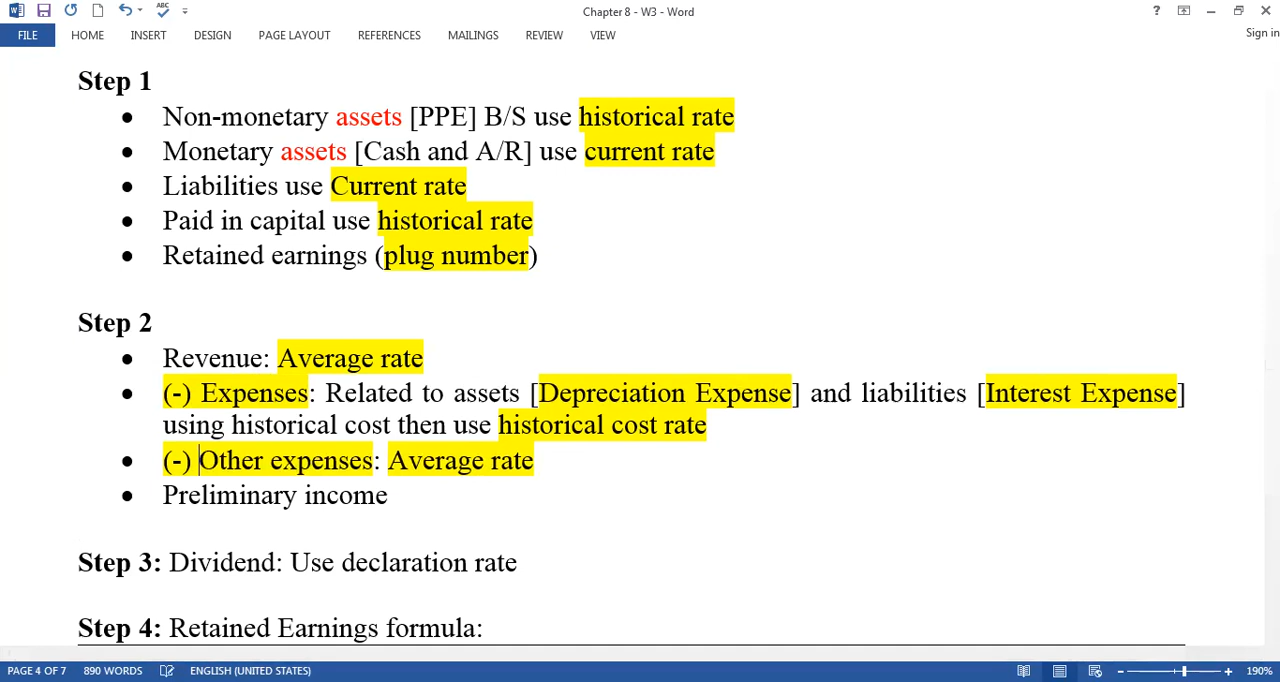 ABC
Chapter 8 - W3 - Word
?
FILE HOME INSERT DESIGN PAGE LAYOUT REFERENCES MAILINGS REVIEW VIEW Sign in
Step 1
• Non-monetary assets [PPE] B/S use historical rate
• Monetary assets [Cash and A/R] use current rate
• Liabilities use Current rate
• Paid in capital use historical rate
• Retained earnings (plug number)
Step 2
• Revenue: Average rate
• (-) Expenses: Related to assets [Depreciation Expense] and liabilities [Interest Expense]
using historical cost then use historical cost rate
• (-) Other expenses: Average rate
• Preliminary income
Step 3: Dividend: Use declaration rate
Step 4: Retained Earnings formula:
PAGE 4 OF 7 890 WORDS ENGLISH (UNITED STATES) 190%